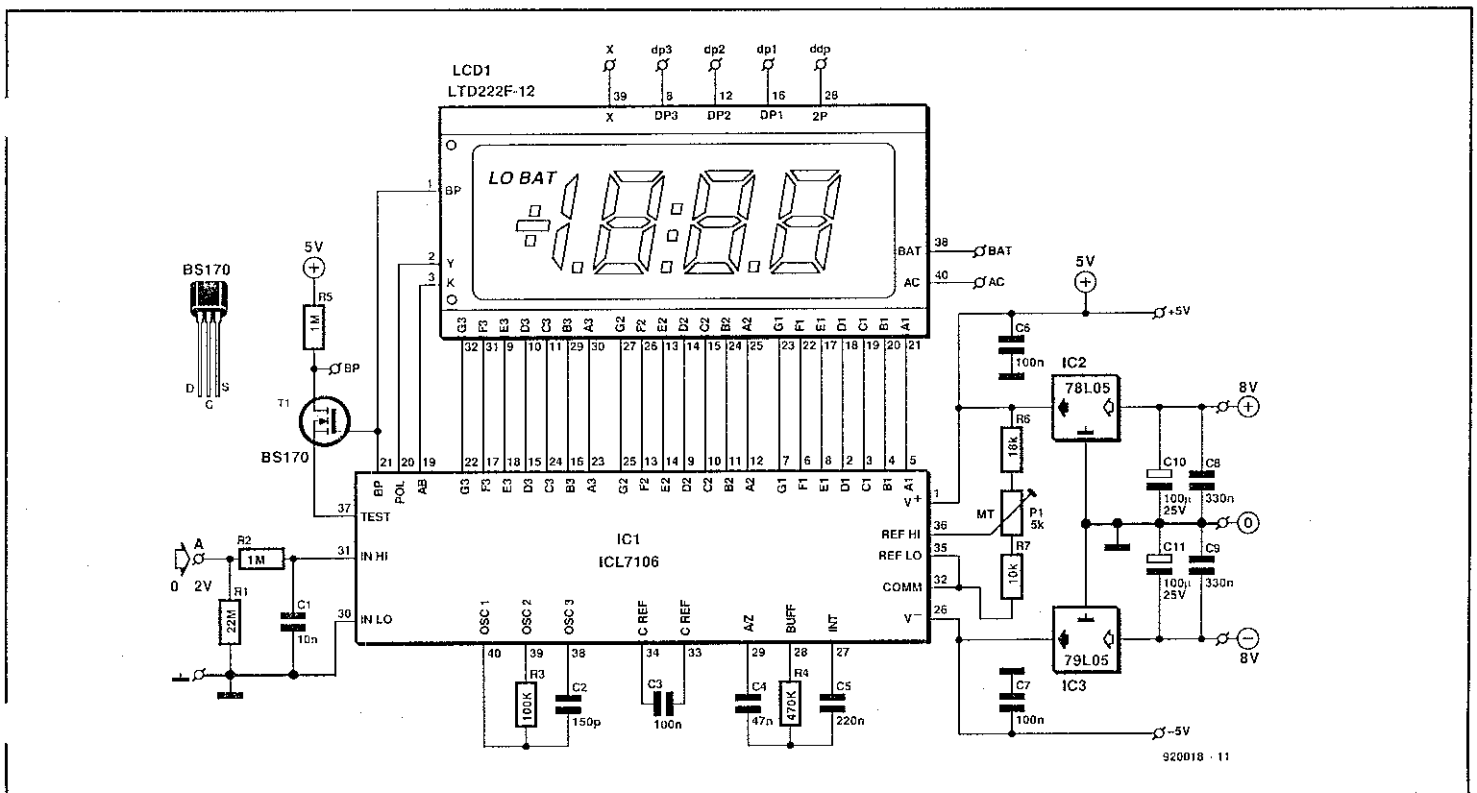 X dp3 dp2 dp1 ddp
LCD1
LTD222F-12
39 8 12 16 28
X DP3 DP2 DP1 2P
LO BAT
1 BP
2 Y
3 K
BAT 38 BAT
AC 40 AC
G3 F3 E3 D3 C3 B3 A3 G2 F2 E2 D2 C2 B2 A2 G1 F1 E1 D1 C1 B1 A1
32 31 9 10 11 29 30 27 26 13 14 15 24 25 23 22 17 18 19 20 21
BS170
D G S
5V
R5
1M
BP
T1
BS170
21 20 19 22 17 18 15 24 16 23 25 13 14 9 10 11 12 7 6 8 2 3 4 5
BP POL AB G3 F3 E3 D3 C3 B3 A3 G2 F2 E2 D2 C2 B2 A2 G1 F1 E1 D1 C1 B1 A1
37 TEST
31 IN HI
30 IN LO
IC1
ICL7106
V+ 1
REF HI 36
REF LO 35
COMM 32
V− 26
OSC 1 OSC 2 OSC 3 C REF C REF A/Z BUFF INT
40 39 38 34 33 29 28 27
A
0 2V
R2
1M
R1
22M
C1
10n
R3
100K
C2
150p
C3
100n
C4
47n
R4
470K
C5
220n
5V
+5V
C6
100n
IC2
78L05
8V
R6
18k
MT P1
5k
R7
10k
C10
100µ
25V
C8
330n
0
C11
100µ
25V
C9
330n
79L05
IC3
8V
C7
100n
-5V
920018 - 11